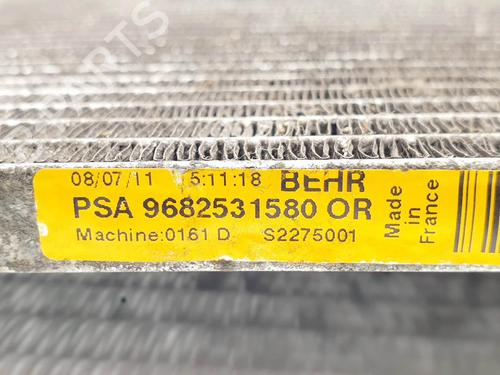 08/07/11 5:11:18 BEHR
PSA 9682531580 OR
Machine:0161 D S2275001
Made
in
France